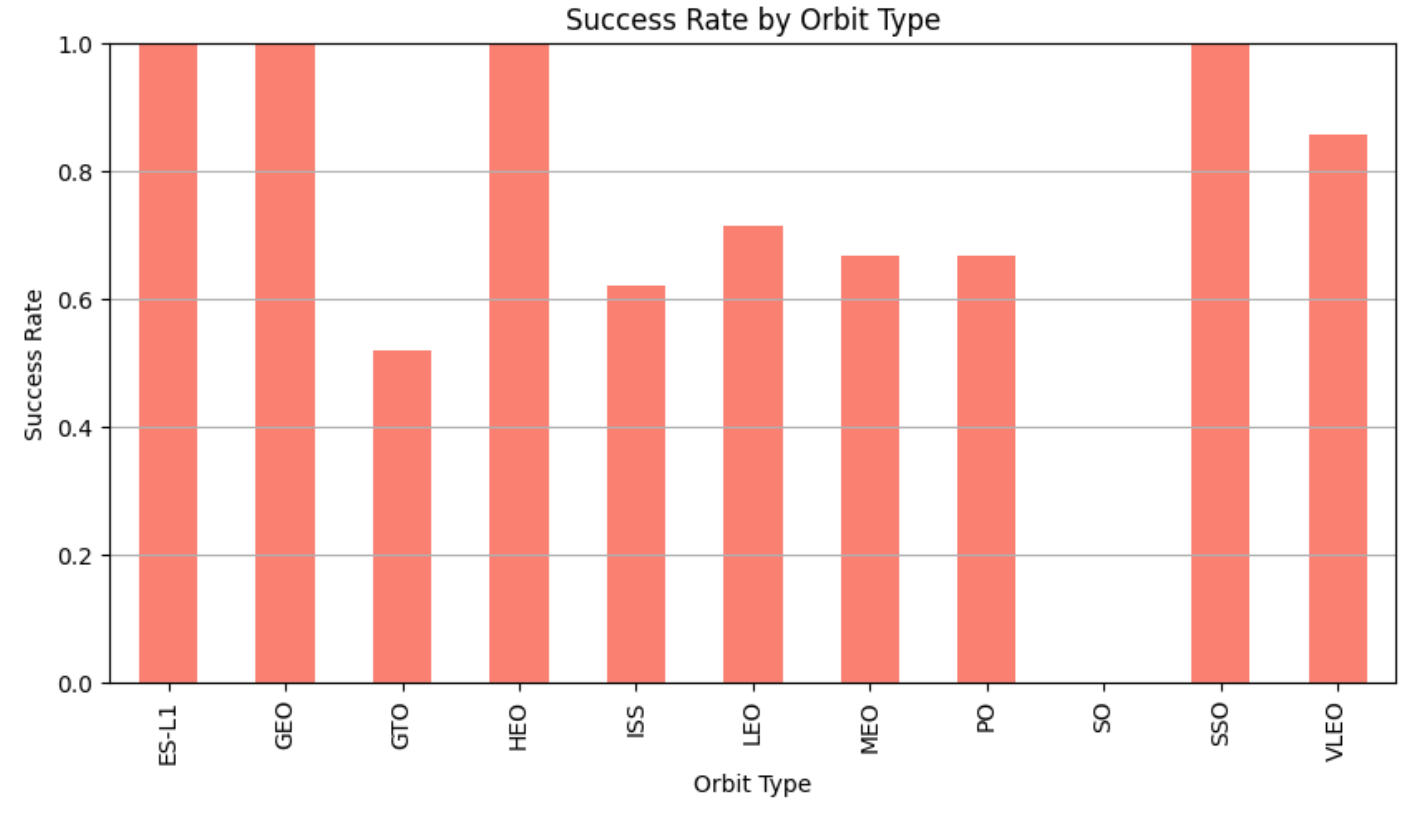 Success Rate by Orbit Type
1.0
0.8
0.6
0.4
0.2
0.0
Success Rate
ES-L1
GEO
GTO
HEO
ISS
LEO
MEO
PO
SO
SSO
VLEO
Orbit Type